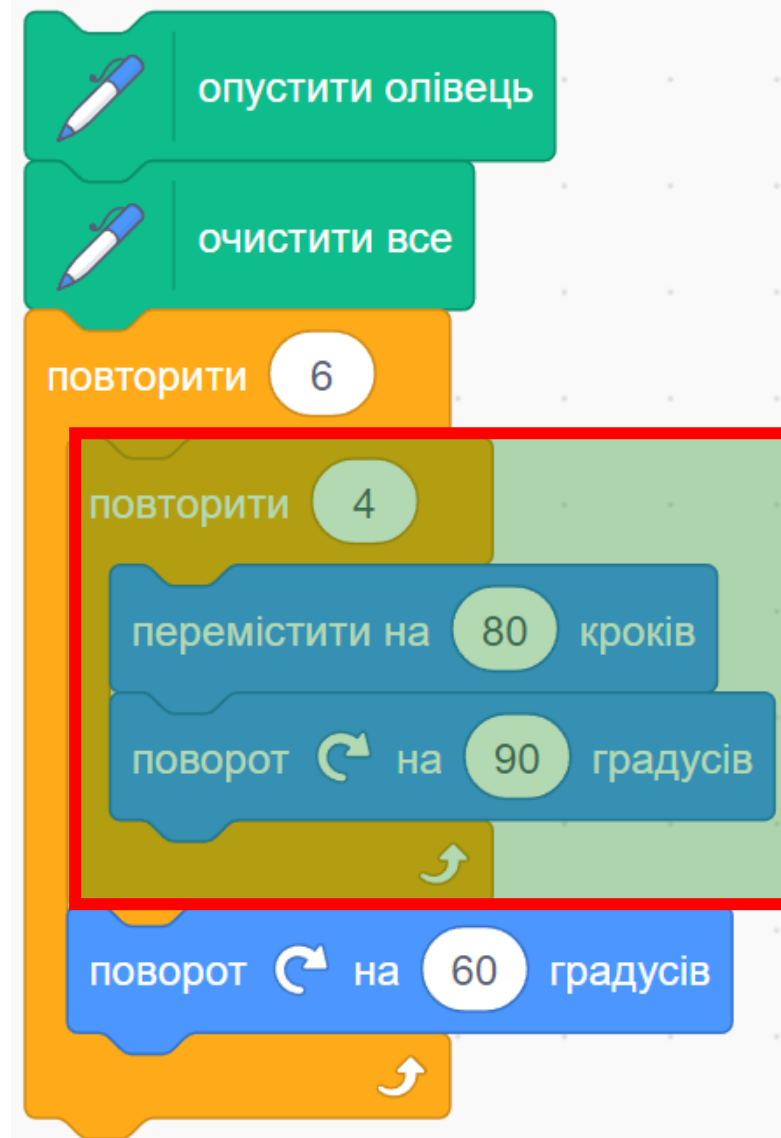 опустити олівець
очистити все
повторити 6
повторити 4
перемістити на 80 кроків
поворот на 90 градусів
поворот на 60 градусів